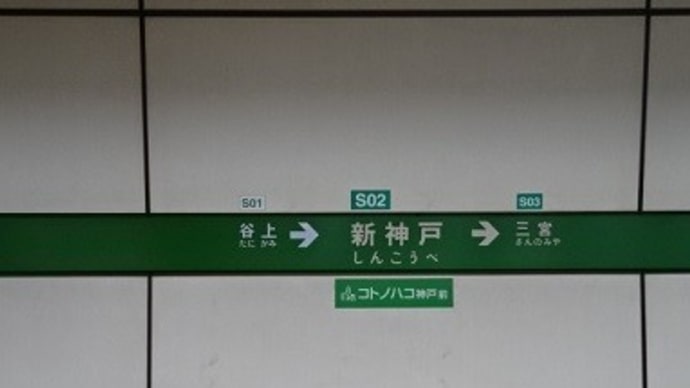 S01
S02
S03
谷上
→
新神戸
→
三宮
たにがみ
しんこうべ
さんのみや
コトノハコ神戸前